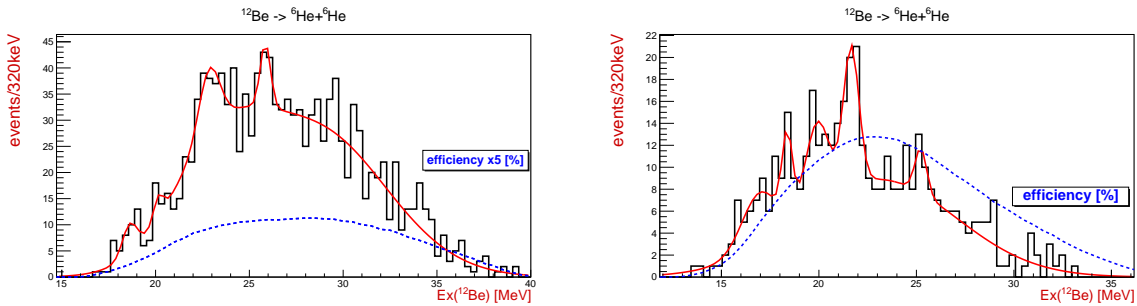 ¹²Be -> ⁶He+⁶He
events/320keV
45
40
35
30
25
20
15
10
5
0
efficiency x5 [%]
15 20 25 30 35 40
Ex(¹²Be) [MeV]
¹²Be -> ⁶He+⁶He
events/320keV
22
20
18
16
14
12
10
8
6
4
2
0
efficiency [%]
15 20 25 30 35
Ex(¹²Be) [MeV]